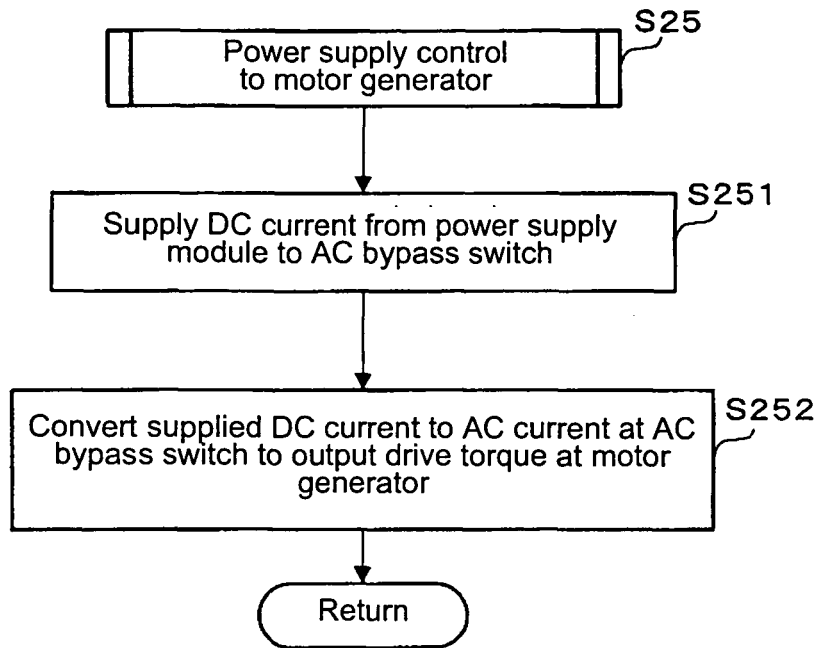 S25
Power supply control
to motor generator
S251
Supply DC current from power supply
module to AC bypass switch
S252
Convert supplied DC current to AC current at AC
bypass switch to output drive torque at motor
generator
Return